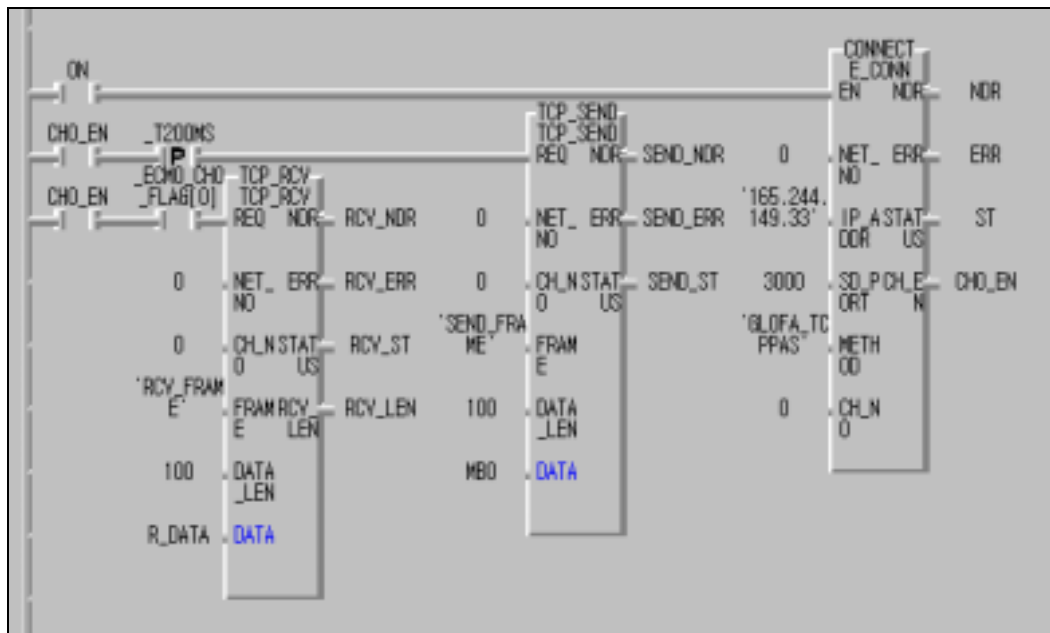 CONNECT
E_CONN
ON
EN NDR NDR
TCP_SEND
CH0_EN _T200MS TCP_SEND
P REQ NDR SEND_NDR 0 NET_ ERR ERR
NO
_ECM0_CH0 TCP_RCV
CH0_EN _FLAG[0] TCP_RCV '165.244.
REQ NDR RCV_NDR 0 NET_ ERR SEND_ERR 149.33' IP_A STAT ST
NO DDR US
0 NET_ ERR RCV_ERR 0 CH_N STAT SEND_ST 3000 SD_P CH_E CH0_EN
NO O US ORT N
'SEND_FRA 'GLOFA_TC
0 CH_N STAT RCV_ST ME' FRAM PPAS' METH
O US E OD
'RCV_FRAM
E' FRAM RCV_ RCV_LEN 100 DATA 0 CH_N
E LEN _LEN O
100 DATA MB0 DATA
_LEN
R_DATA DATA